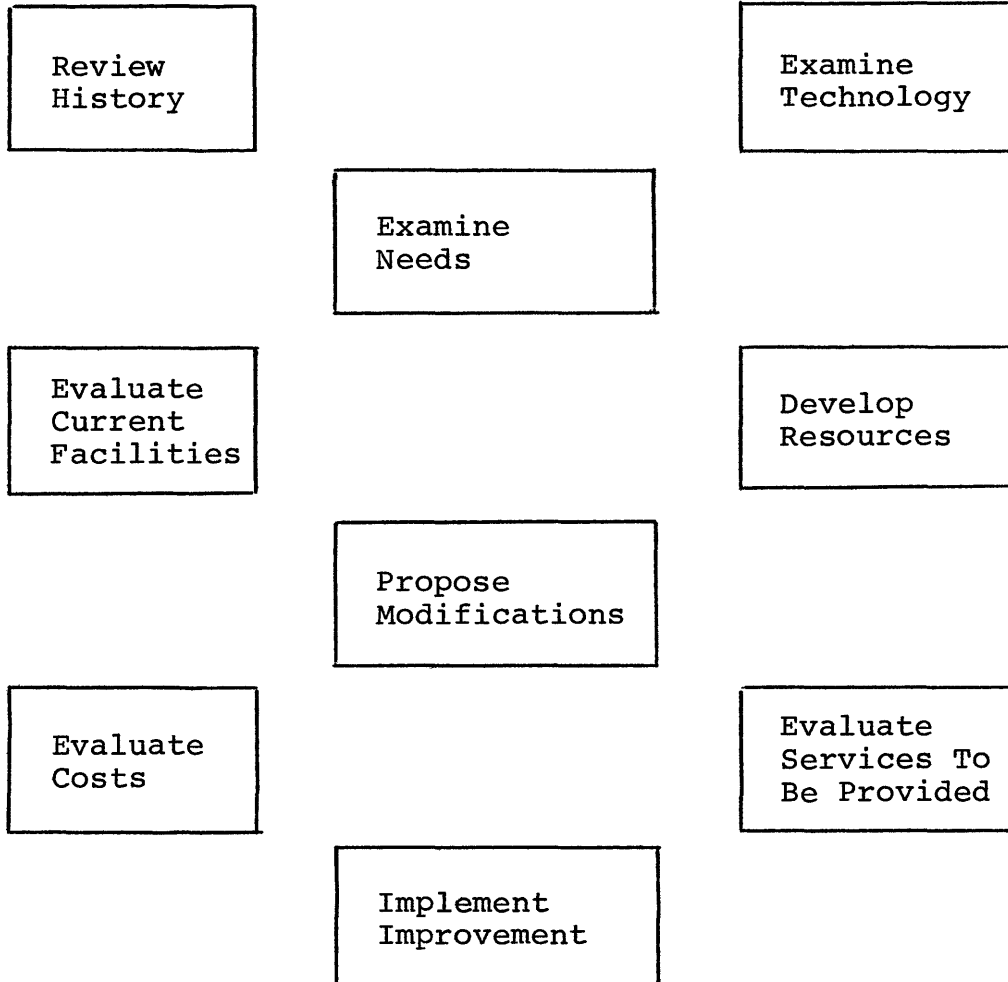 Review
History
Examine
Technology
Examine
Needs
Evaluate
Current
Facilities
Develop
Resources
Propose
Modifications
Evaluate
Costs
Evaluate
Services To
Be Provided
Implement
Improvement